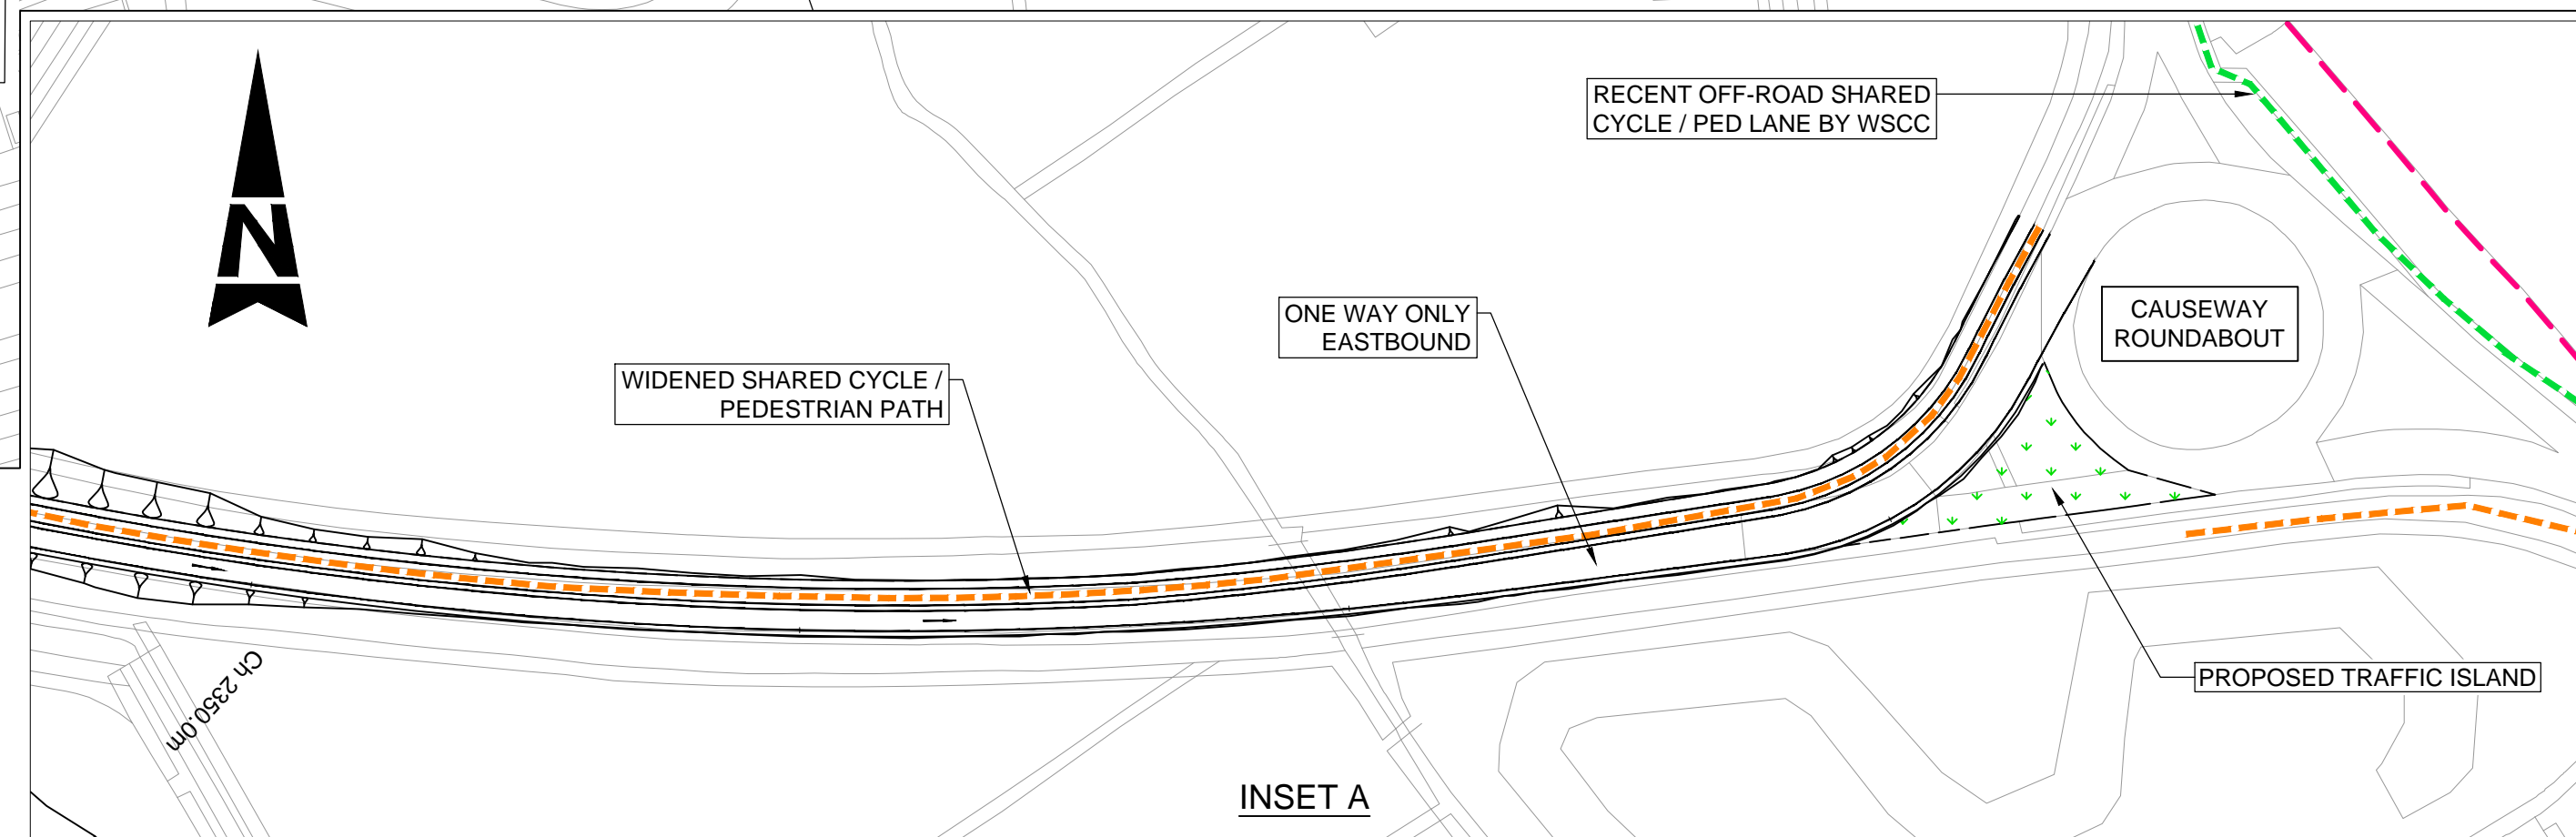 N
RECENT OFF-ROAD SHARED
CYCLE / PED LANE BY WSCC
ONE WAY ONLY
EASTBOUND
CAUSEWAY
ROUNDABOUT
WIDENED SHARED CYCLE /
PEDESTRIAN PATH
PROPOSED TRAFFIC ISLAND
Ch 2350.0m
INSET A